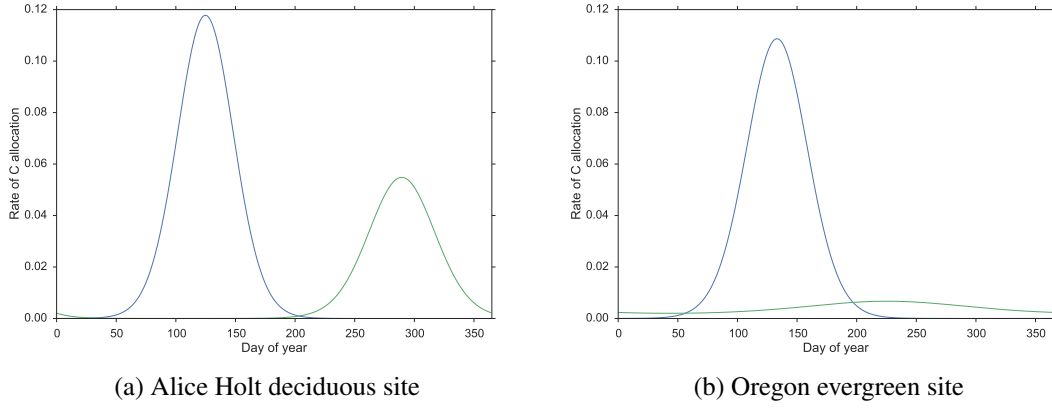 0.12
0.10
0.08
0.06
0.04
0.02
0.00
Rate of C allocation
0 50 100 150 200 250 300 350
Day of year
(a) Alice Holt deciduous site
0.12
0.10
0.08
0.06
0.04
0.02
0.00
Rate of C allocation
0 50 100 150 200 250 300 350
Day of year
(b) Oregon evergreen site